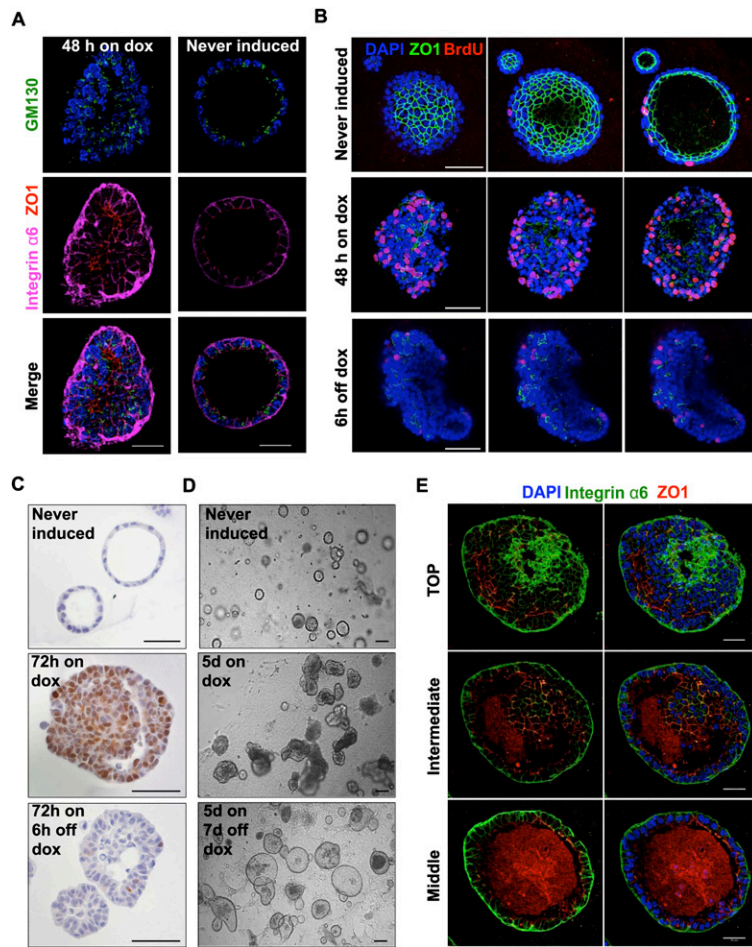 A
48 h on dox
Never induced
GM130
Integrin α6 ZO1
Merge
B
DAPI ZO1 BrdU
Never induced
48 h on dox
6h off dox
C
Never
induced
72h on
dox
72h on
6h off
dox
D
Never
induced
5d on
dox
5d on
7d off
dox
E
DAPI Integrin α6 ZO1
TOP
Intermediate
Middle